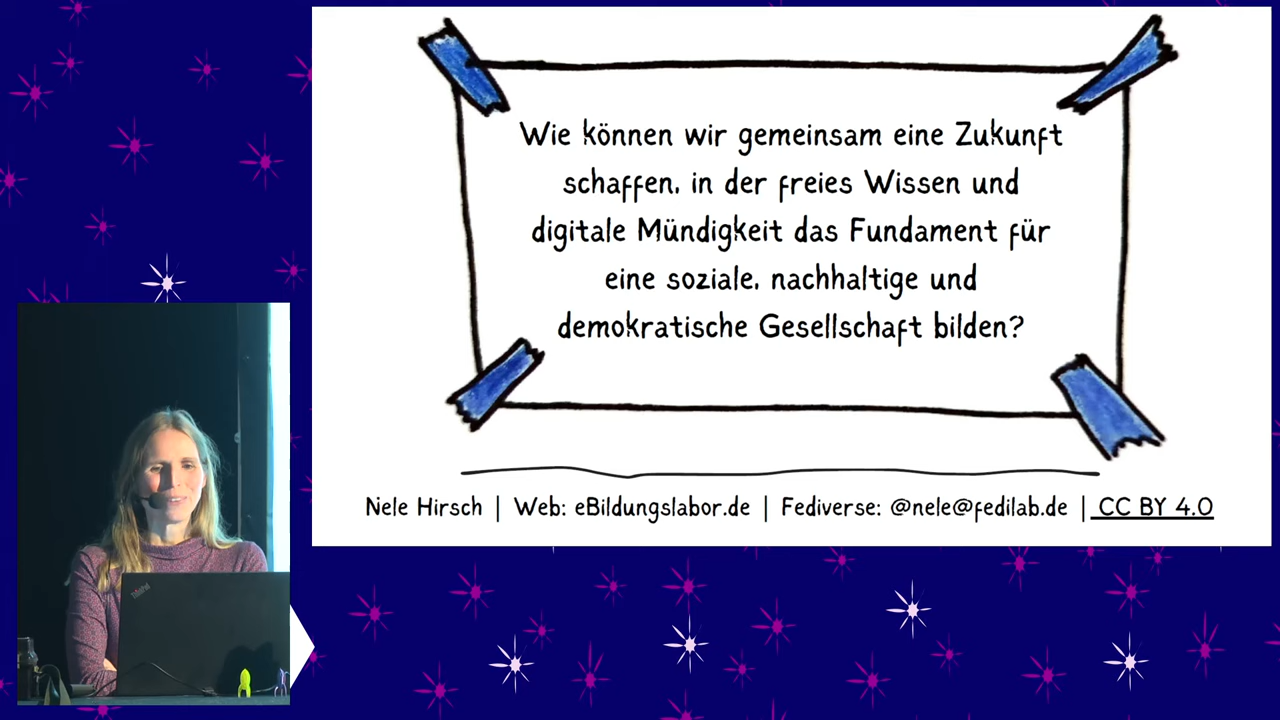 Wie können wir gemeinsam eine Zukunft
schaffen, in der freies Wissen und
digitale Mündigkeit das Fundament für
eine soziale, nachhaltige und
demokratische Gesellschaft bilden?
Nele Hirsch | Web: eBildungslabor.de | Fediverse: @nele@fedilab.de | CC BY 4.0
ThinkPad